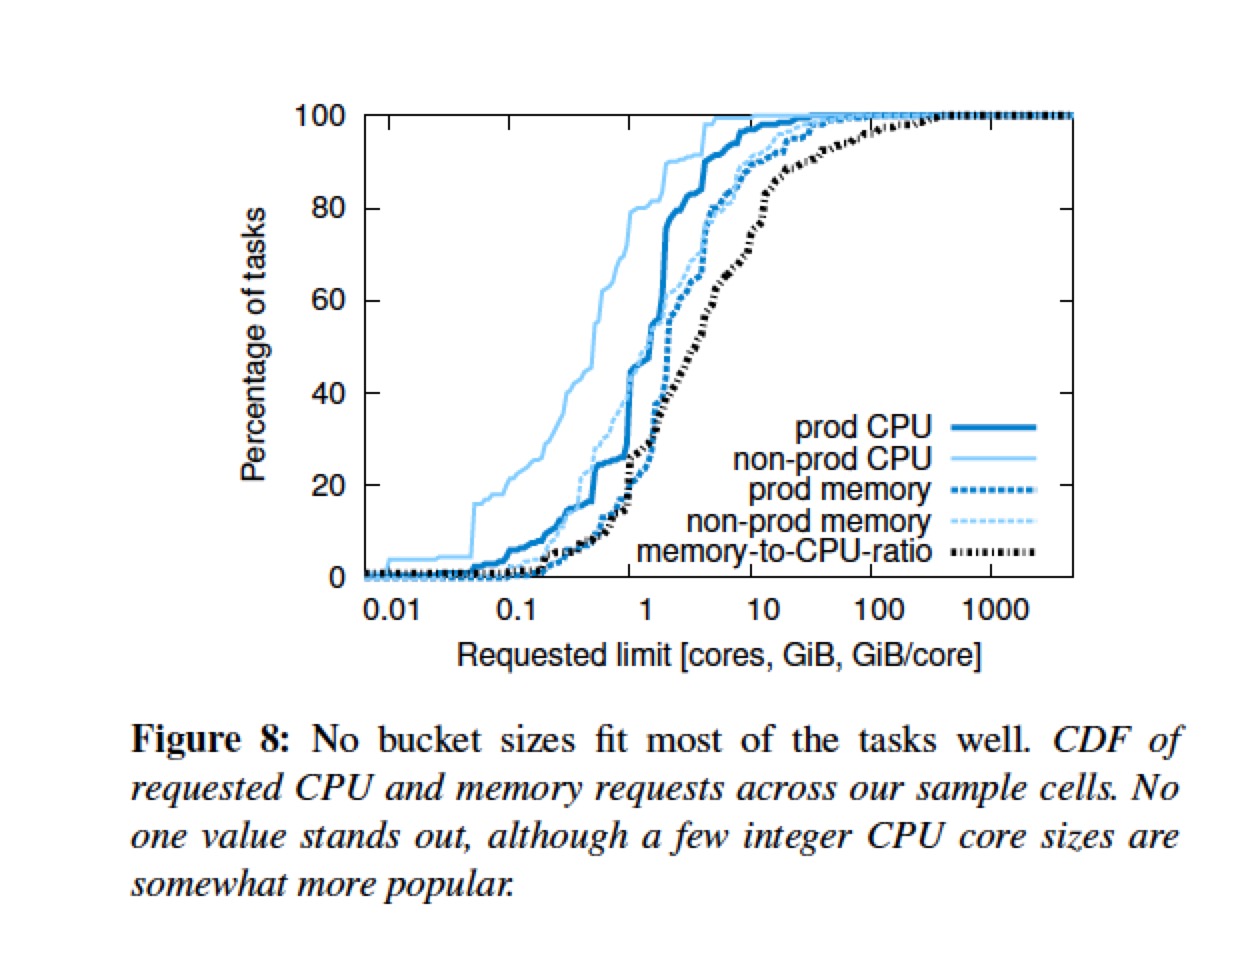 100
80
60
40
20
0
Percentage of tasks
prod CPU
non-prod CPU
prod memory
non-prod memory
memory-to-CPU-ratio
0.01 0.1 1 10 100 1000
Requested limit [cores, GiB, GiB/core]
Figure 8: No bucket sizes fit most of the tasks well. CDF of
requested CPU and memory requests across our sample cells. No
one value stands out, although a few integer CPU core sizes are
somewhat more popular.